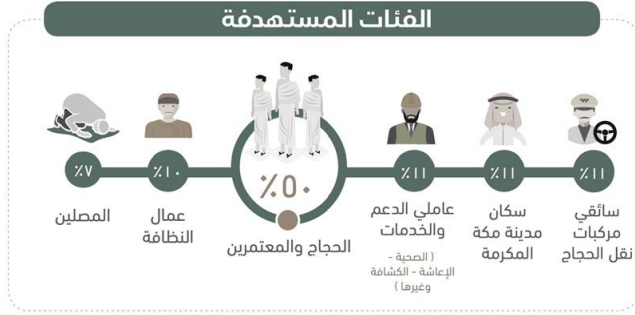 الفئات المستهدفة
٪١١
سائقي
مركبات
نقل الحجاج
٪١١
سكان
مدينة مكة
المكرمة
٪١١
عاملي الدعم
والخدمات
( الصحية -
الإعاشة - الكشافة
وغيرها )
٪٥٠
الحجاج والمعتمرين
٪١٠
عمال
النظافة
٪٧
المصلين